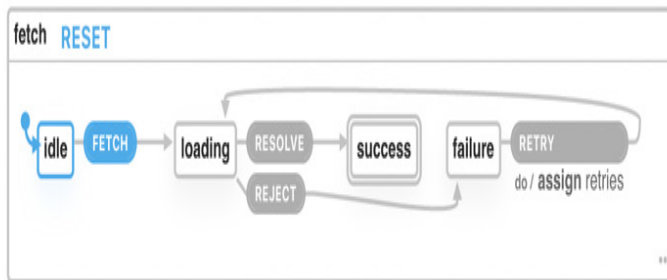 fetch RESET
idle FETCH loading RESOLVE success failure RETRY
REJECT do / assign retries